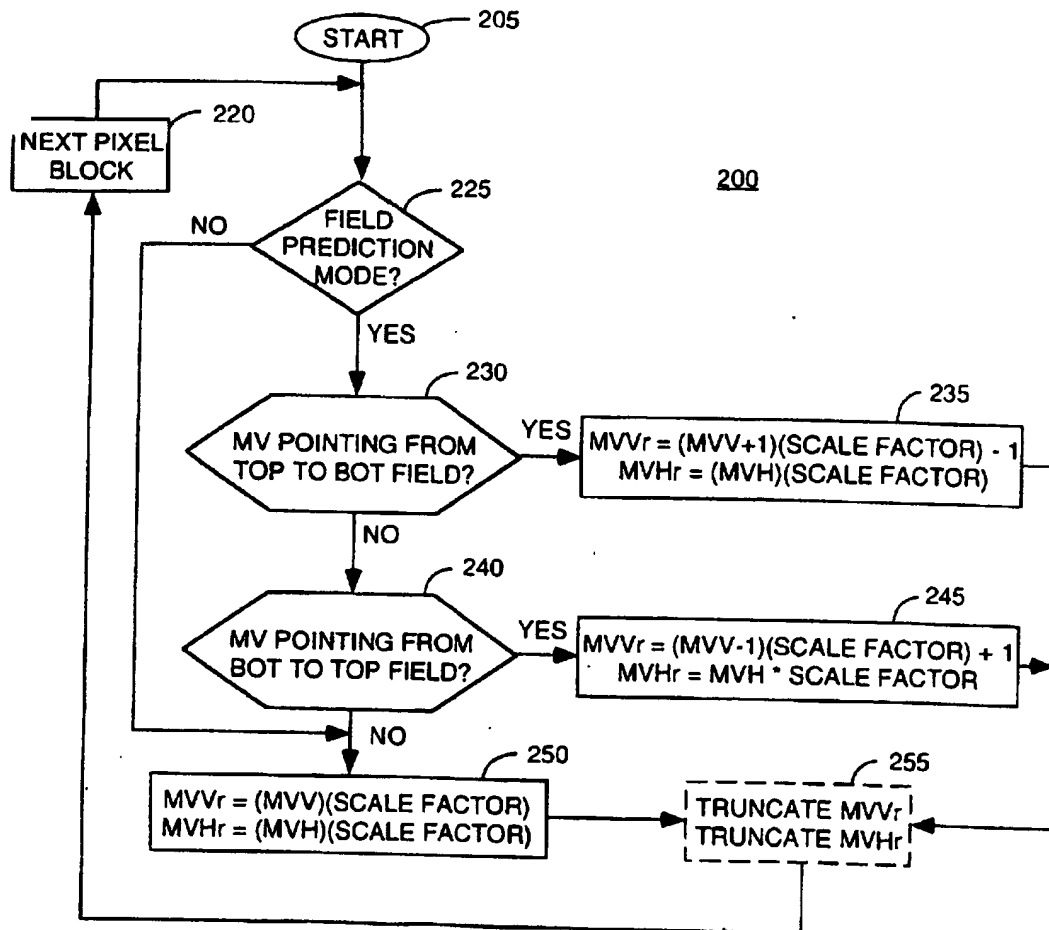 205
START
220
NEXT PIXEL
BLOCK
200
225
NO
FIELD
PREDICTION
MODE?
YES
230
235
MV POINTING FROM
TOP TO BOT FIELD?
YES
MVVr = (MVV+1)(SCALE FACTOR) - 1
MVHr = (MVH)(SCALE FACTOR)
NO
240
245
MV POINTING FROM
BOT TO TOP FIELD?
YES
MVVr = (MVV-1)(SCALE FACTOR) + 1
MVHr = MVH * SCALE FACTOR
NO
250
255
MVVr = (MVV)(SCALE FACTOR)
MVHr = (MVH)(SCALE FACTOR)
TRUNCATE MVVr
TRUNCATE MVHr